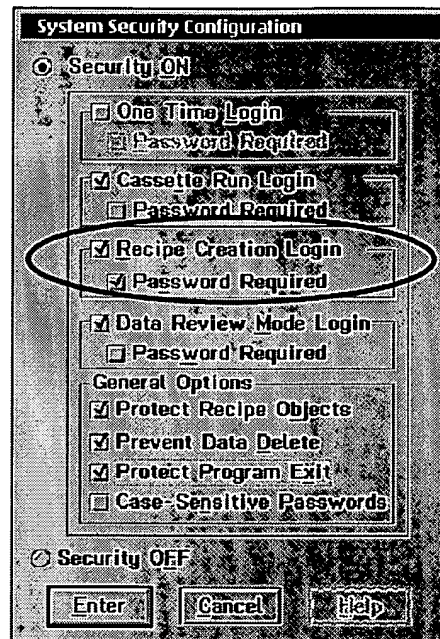 System Security Configuration
Security ON
One Time Login
Password Required
Cassette Run Login
Password Required
Recipe Creation Login
Password Required
Data Review Mode Login
Password Required
General Options
Protect Recipe Objects
Prevent Data Delete
Protect Program Exit
Case-Sensitive Passwords
Security OFF
Enter Cancel Help